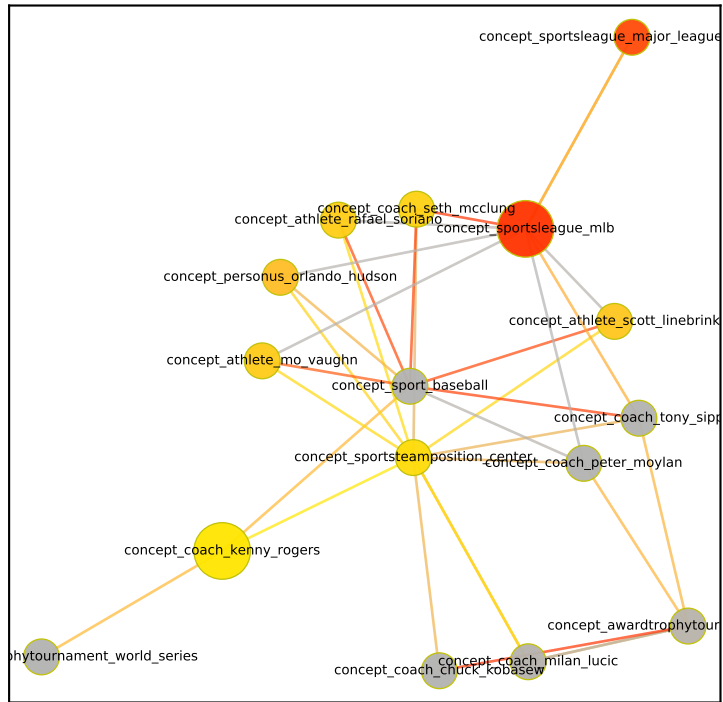 concept_sportsleague_major_league
concept_coach_seth_mcclung
concept_athlete_rafael_soriano
concept_sportsleague_mlb
concept_personus_orlando_hudson
concept_athlete_scott_linebrink
concept_athlete_mo_vaughn
concept_sport_baseball
concept_coach_tony_sipp
concept_sportsteamposition_center
concept_coach_peter_moylan
concept_coach_kenny_rogers
concept_awardtrophytour
phytournament_world_series
concept_coach_milan_lucic
concept_coach_chuck_kobasew